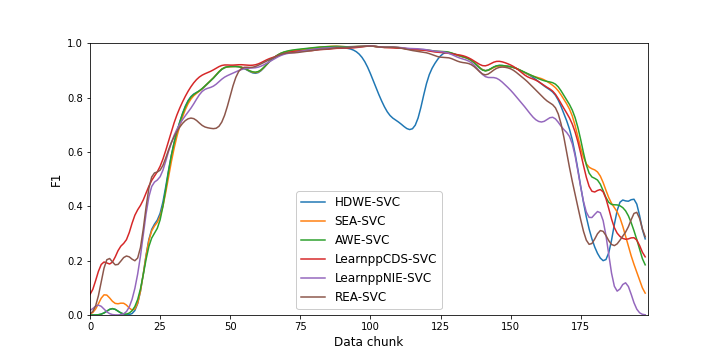 1.0
0.8
0.6
0.4
0.2
0.0
F1
HDWE-SVC
SEA-SVC
AWE-SVC
LearnppCDS-SVC
LearnppNIE-SVC
REA-SVC
0 25 50 75 100 125 150 175
Data chunk